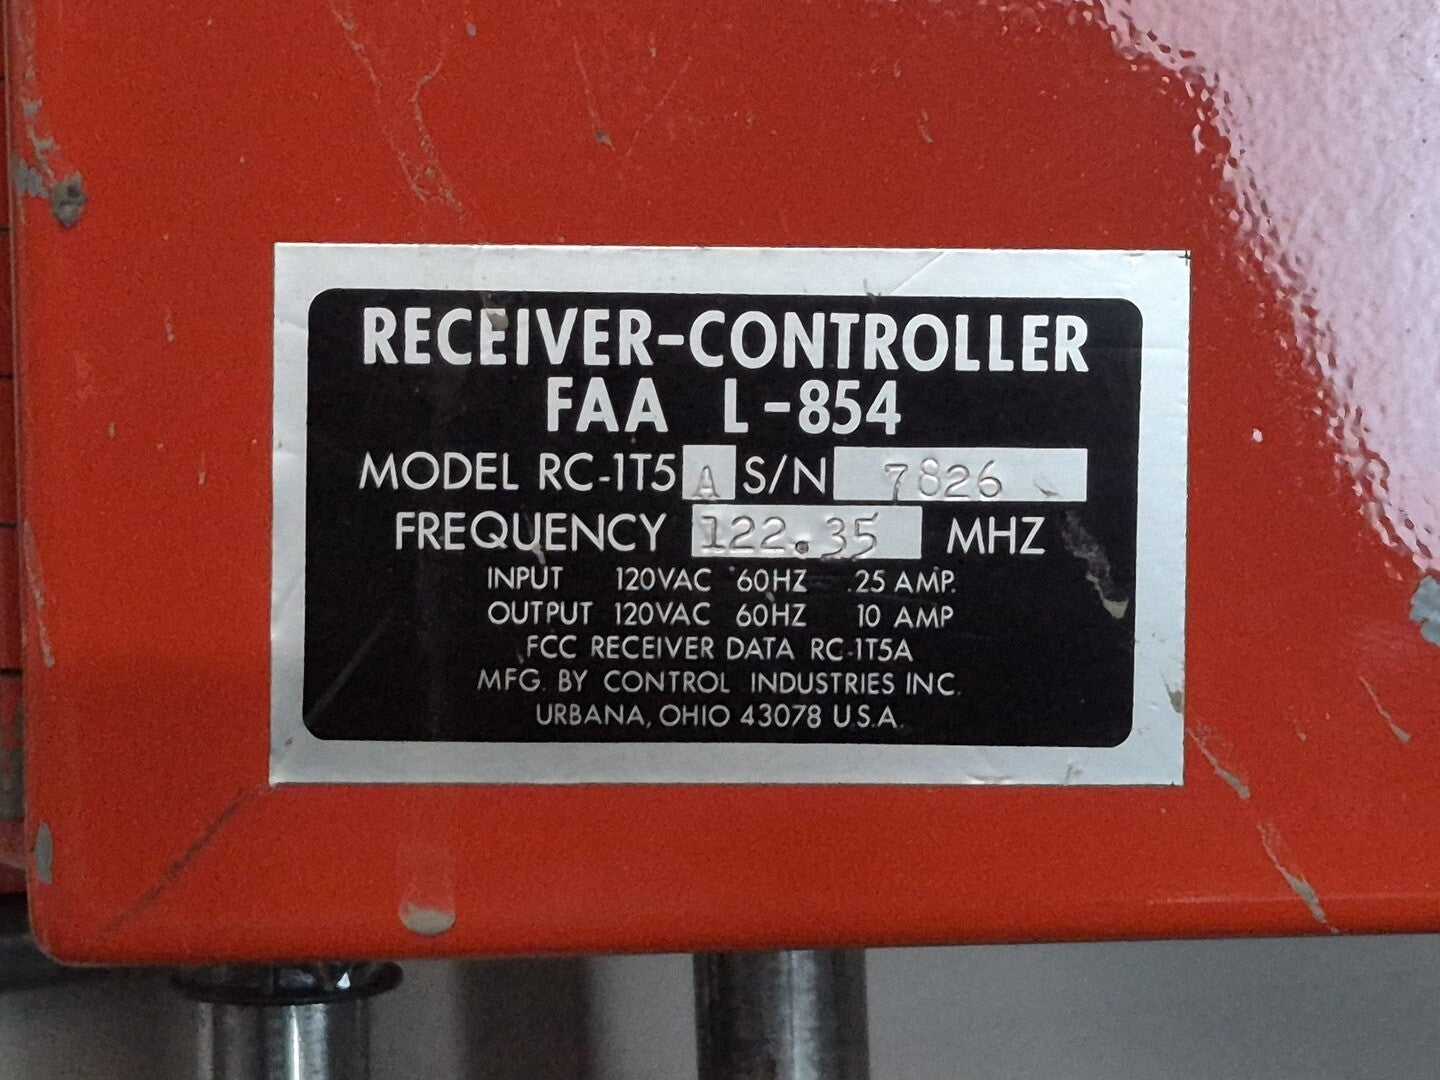 RECEIVER-CONTROLLER
FAA L-854
MODEL RC-1T5 A S/N 7826
FREQUENCY 122.35 MHZ
INPUT 120VAC 60HZ .25 AMP.
OUTPUT 120VAC 60HZ 10 AMP
FCC RECEIVER DATA RC-1T5A
MFG. BY CONTROL INDUSTRIES INC.
URBANA, OHIO 43078 U.S.A.